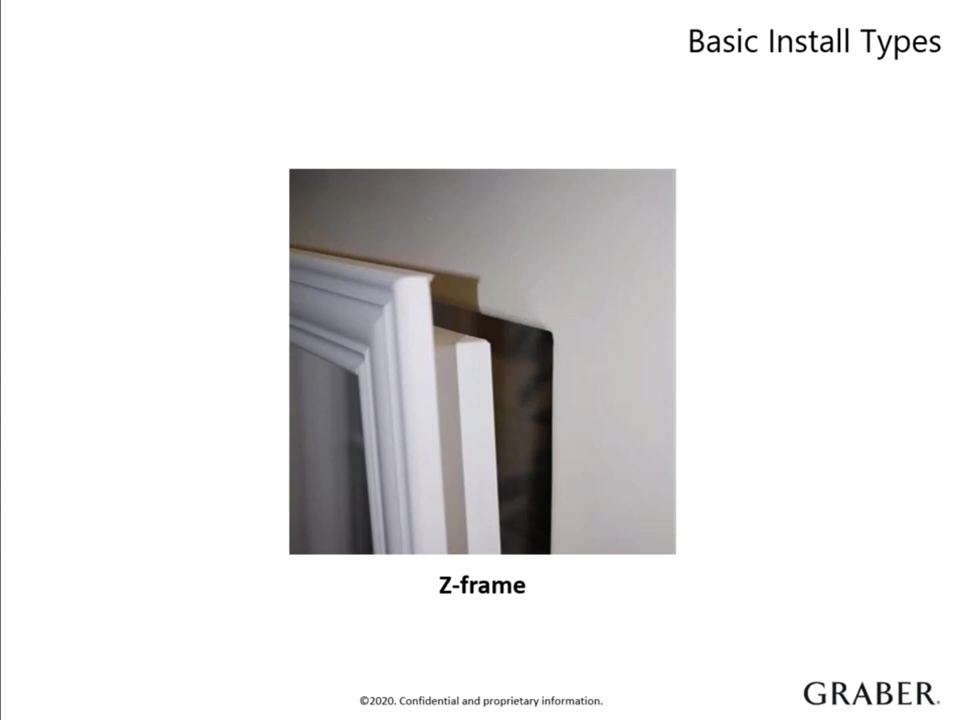 Basic Install Types
Z-frame
©2020. Confidential and proprietary information.
GRABER®